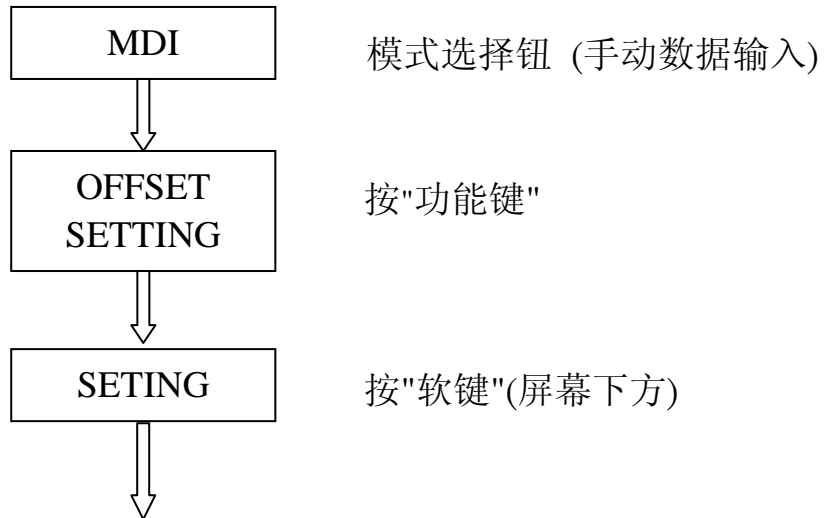 MDI
模式选择钮 (手动数据输入)
OFFSET
SETTING
按"功能键"
SETING
按"软键"(屏幕下方)